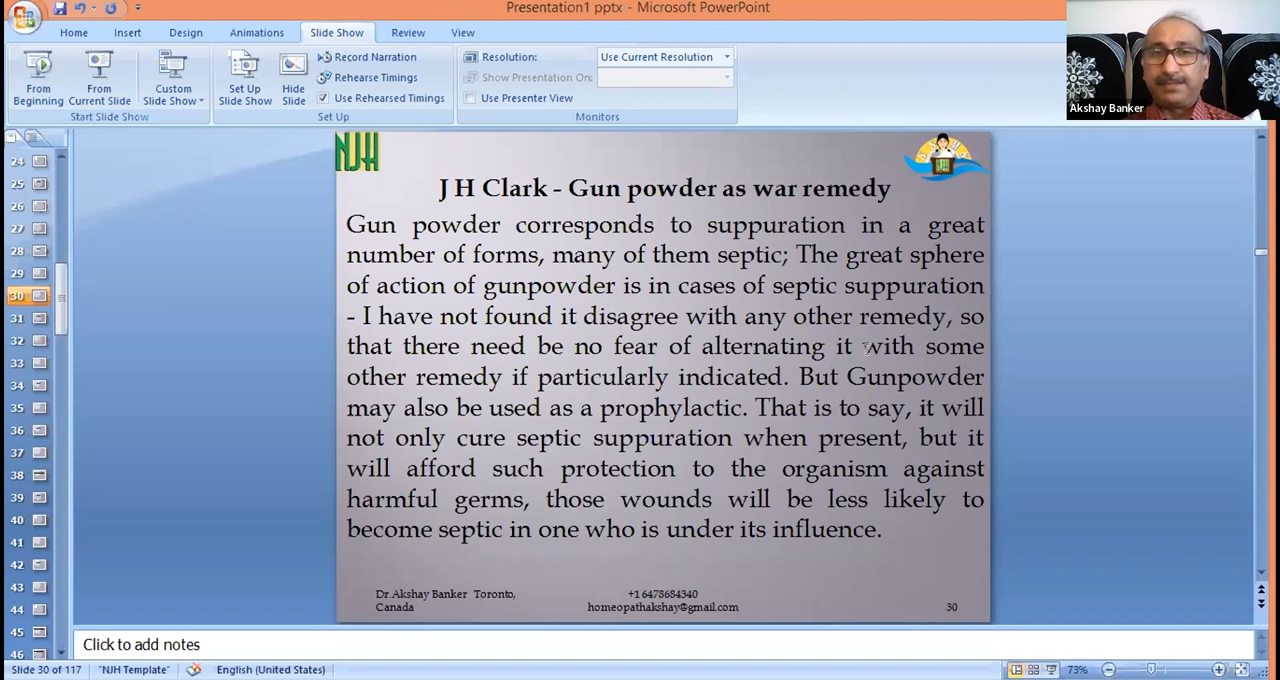 Presentation1 pptx - Microsoft PowerPoint
Home Insert Design Animations Slide Show Review View
From Beginning
From Current Slide
Custom Slide Show
Start Slide Show
Set Up Slide Show
Hide Slide
Record Narration
Rehearse Timings
Use Rehearsed Timings
Set Up
Resolution: Use Current Resolution
Show Presentation On:
Use Presenter View
Monitors
Akshay Banker
24
25
26
27
28
29
30
31
32
33
34
35
36
37
38
39
40
41
42
43
44
45
46
NJH
J H Clark - Gun powder as war remedy
Gun powder corresponds to suppuration in a great
number of forms, many of them septic; The great sphere
of action of gunpowder is in cases of septic suppuration
- I have not found it disagree with any other remedy, so
that there need be no fear of alternating it with some
other remedy if particularly indicated. But Gunpowder
may also be used as a prophylactic. That is to say, it will
not only cure septic suppuration when present, but it
will afford such protection to the organism against
harmful germs, those wounds will be less likely to
become septic in one who is under its influence.
Dr.Akshay Banker Toronto,
Canada
+1 6478684340
homeopathakshay@gmail.com
30
Click to add notes
Slide 30 of 117 "NJH Template" English (United States) 73%